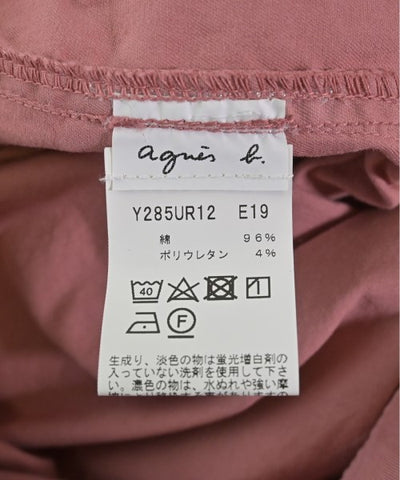 agnès b.
Y285UR12 E19
綿 96%
ポリウレタン 4%
40
F
生成り、淡色の物は蛍光増白剤の
入っていない洗剤を使用して下さい
。濃色の物は、水ぬれや強い摩